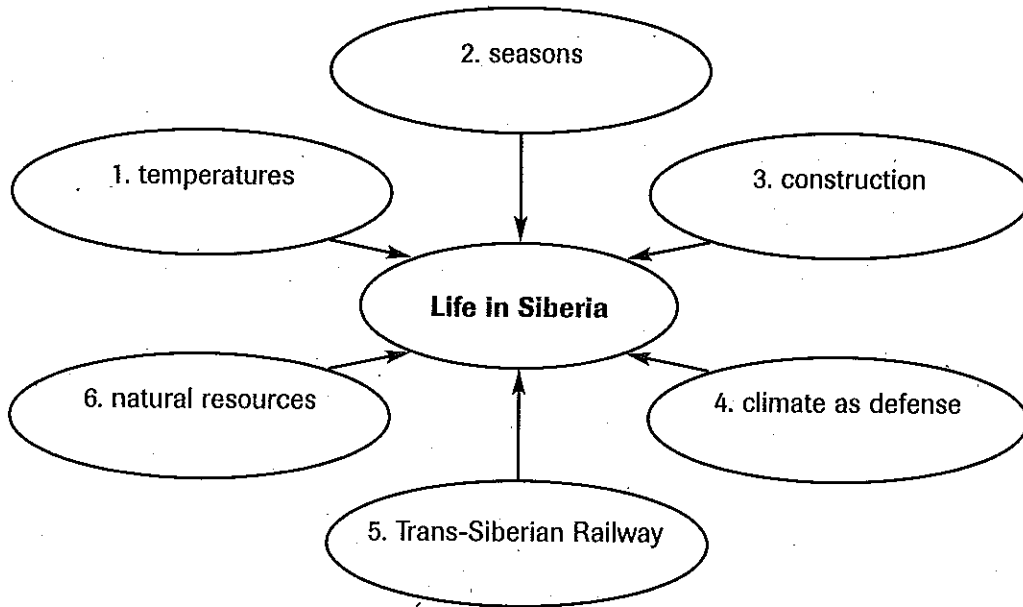 1. temperatures
2. seasons
3. construction
Life in Siberia
4. climate as defense
5. Trans-Siberian Railway
6. natural resources